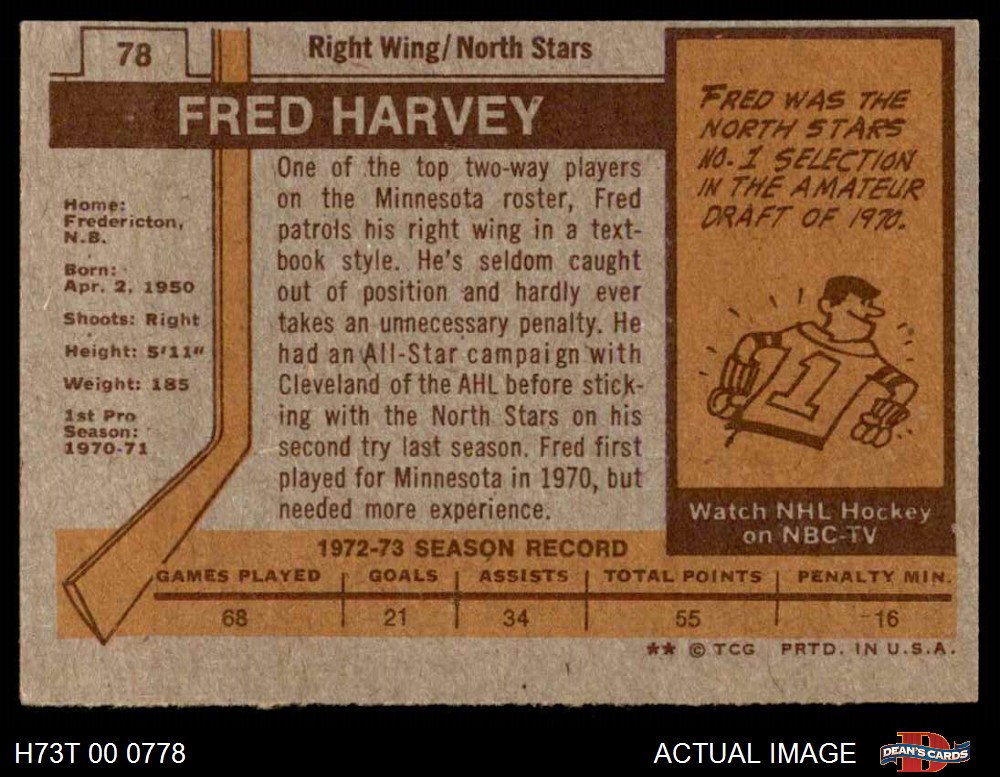 78
Right Wing/North Stars
FRED HARVEY
Home:
Fredericton,
N.B.
Born:
Apr. 2, 1950
Shoots: Right
Height: 5'11"
Weight: 185
1st Pro
Season:
1970-71
One of the top two-way players
on the Minnesota roster, Fred
patrols his right wing in a text-
book style. He's seldom caught
out of position and hardly ever
takes an unnecessary penalty. He
had an All-Star campaign with
Cleveland of the AHL before stick-
ing with the North Stars on his
second try last season. Fred first
played for Minnesota in 1970, but
needed more experience.
FRED WAS THE
NORTH STARS
NO. 1 SELECTION
IN THE AMATEUR
DRAFT OF 1970.
1
Watch NHL Hockey
on NBC-TV
1972-73 SEASON RECORD
GAMES PLAYED GOALS ASSISTS TOTAL POINTS PENALTY MIN.
68 21 34 55 16
** © TCG PRTD. IN U.S.A.
H73T 00 0778
ACTUAL IMAGE
D
DEAN'S CARDS